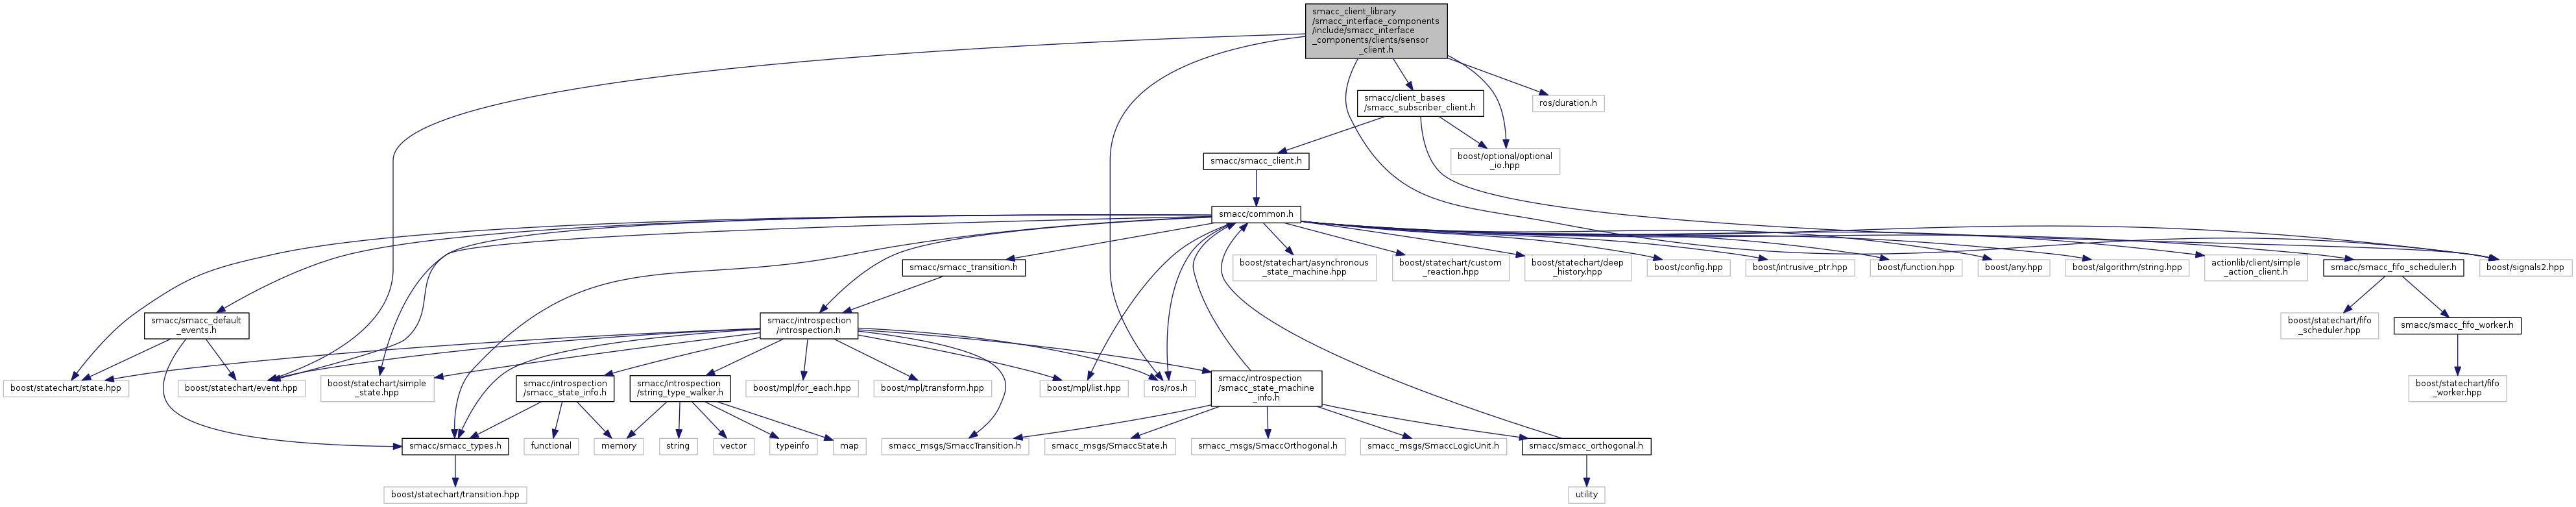 smacc_client_library
/smacc_interface_components
/include/smacc_interface
_components/clients/sensor
_client.h
smacc/client_bases
/smacc_subscriber_client.h
ros/duration.h
smacc/smacc_client.h
boost/optional/optional
_io.hpp
smacc/common.h
smacc/smacc_transition.h
boost/statechart/asynchronous
_state_machine.hpp
boost/statechart/custom
_reaction.hpp
boost/statechart/deep
_history.hpp
boost/config.hpp
boost/intrusive_ptr.hpp
boost/function.hpp
boost/any.hpp
boost/algorithm/string.hpp
actionlib/client/simple
_action_client.h
smacc/smacc_fifo_scheduler.h
boost/signals2.hpp
smacc/smacc_default
_events.h
smacc/introspection
/introspection.h
boost/statechart/fifo
_scheduler.hpp
smacc/smacc_fifo_worker.h
boost/statechart/state.hpp
boost/statechart/event.hpp
boost/statechart/simple
_state.hpp
smacc/introspection
/smacc_state_info.h
smacc/introspection
/string_type_walker.h
boost/mpl/for_each.hpp
boost/mpl/transform.hpp
boost/mpl/list.hpp
ros/ros.h
smacc/introspection
/smacc_state_machine
_info.h
boost/statechart/fifo
_worker.hpp
smacc/smacc_types.h
functional
memory
string
vector
typeinfo
map
smacc_msgs/SmaccTransition.h
smacc_msgs/SmaccState.h
smacc_msgs/SmaccOrthogonal.h
smacc_msgs/SmaccLogicUnit.h
smacc/smacc_orthogonal.h
boost/statechart/transition.hpp
utility